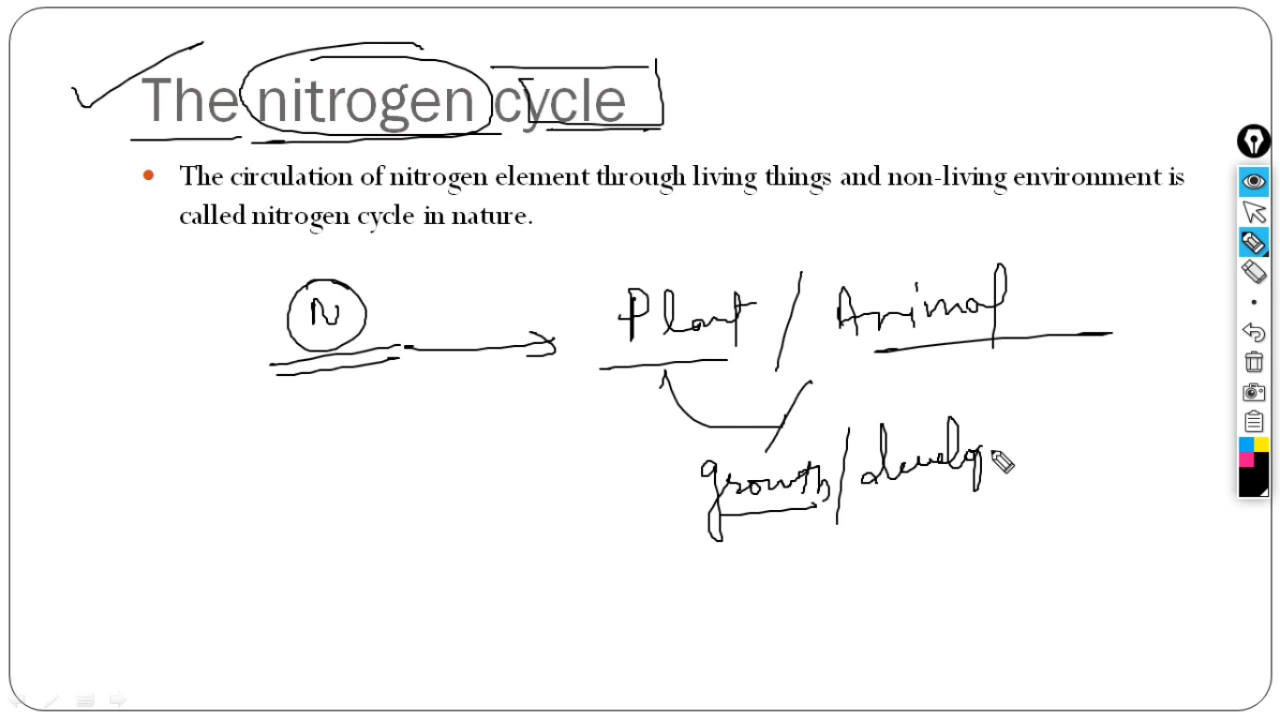 The nitrogen cycle
The circulation of nitrogen element through living things and non-living environment is
called nitrogen cycle in nature.
N Plant / Animal
growth / develop